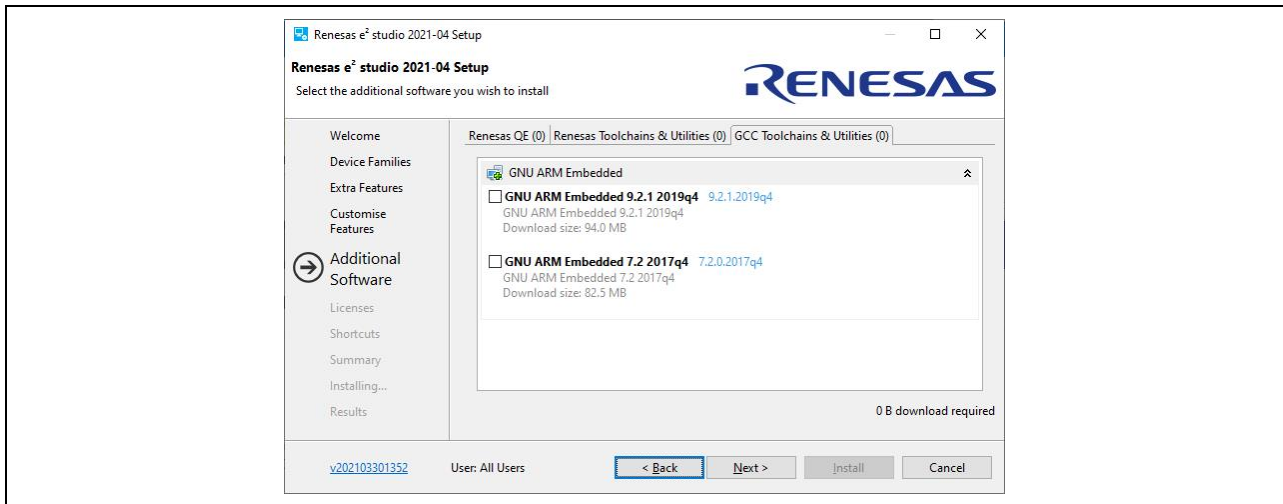 Renesas e² studio 2021-04 Setup
Renesas e² studio 2021-04 Setup
Select the additional software you wish to install
RENESAS
Welcome
Device Families
Extra Features
Customise
Features
Additional
Software
Licenses
Shortcuts
Summary
Installing...
Results
Renesas QE (0) Renesas Toolchains & Utilities (0) GCC Toolchains & Utilities (0)
GNU ARM Embedded
GNU ARM Embedded 9.2.1 2019q4 9.2.1.2019q4
GNU ARM Embedded 9.2.1 2019q4
Download size: 94.0 MB
GNU ARM Embedded 7.2 2017q4 7.2.0.2017q4
GNU ARM Embedded 7.2 2017q4
Download size: 82.5 MB
0 B download required
v202103301352 User: All Users < Back Next > Install Cancel